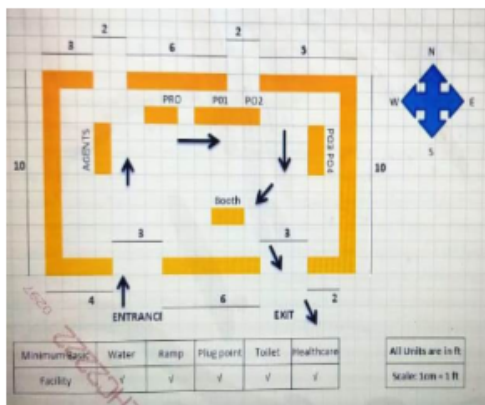 2 2
3 6 5
N
PRO PO1 PO2
W E
AGENTS PO3 PO4
S
10 10
Booth
3 3
4 6 2
ENTRANCE EXIT
0297
Minimum Basic Water Ramp Plug point Toilet Healthcare
Facility √ √ √ √ √
All Units are in ft
Scale: 1cm = 1 ft